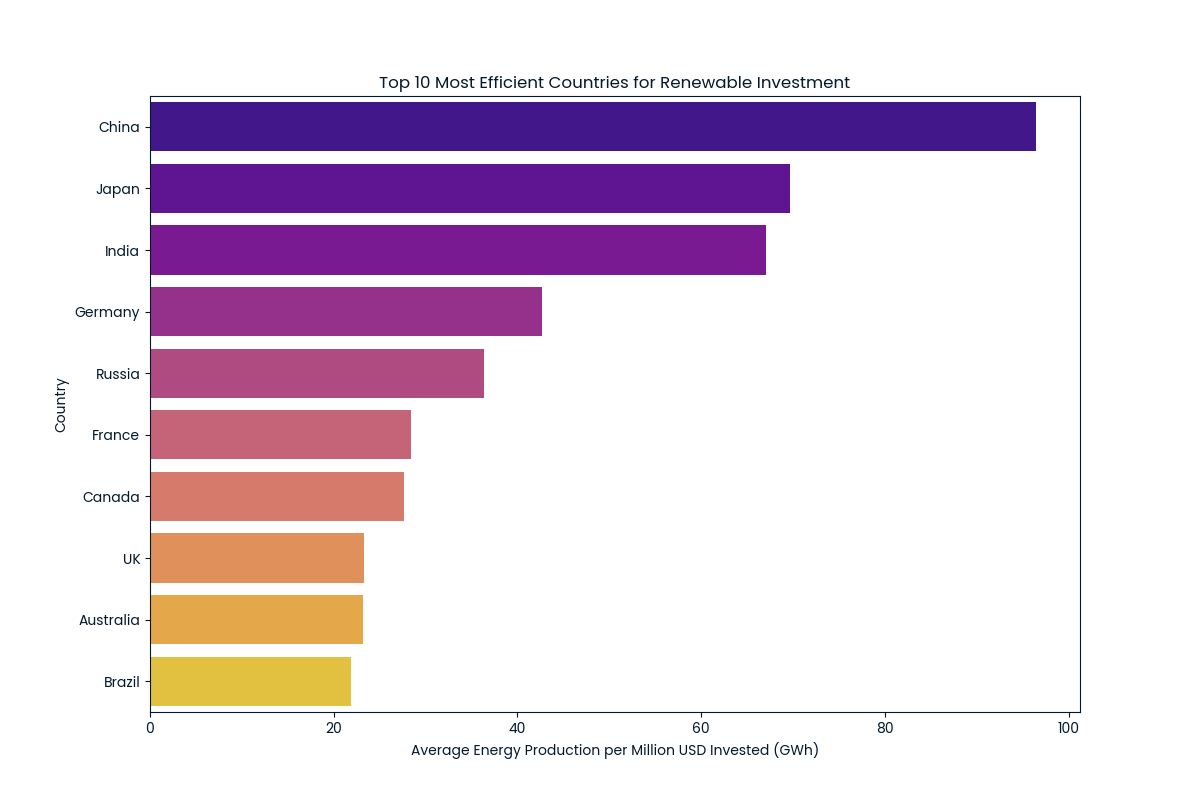 Top 10 Most Efficient Countries for Renewable Investment
China
Japan
India
Germany
Russia
France
Canada
UK
Australia
Brazil
Country
0 20 40 60 80 100
Average Energy Production per Million USD Invested (GWh)